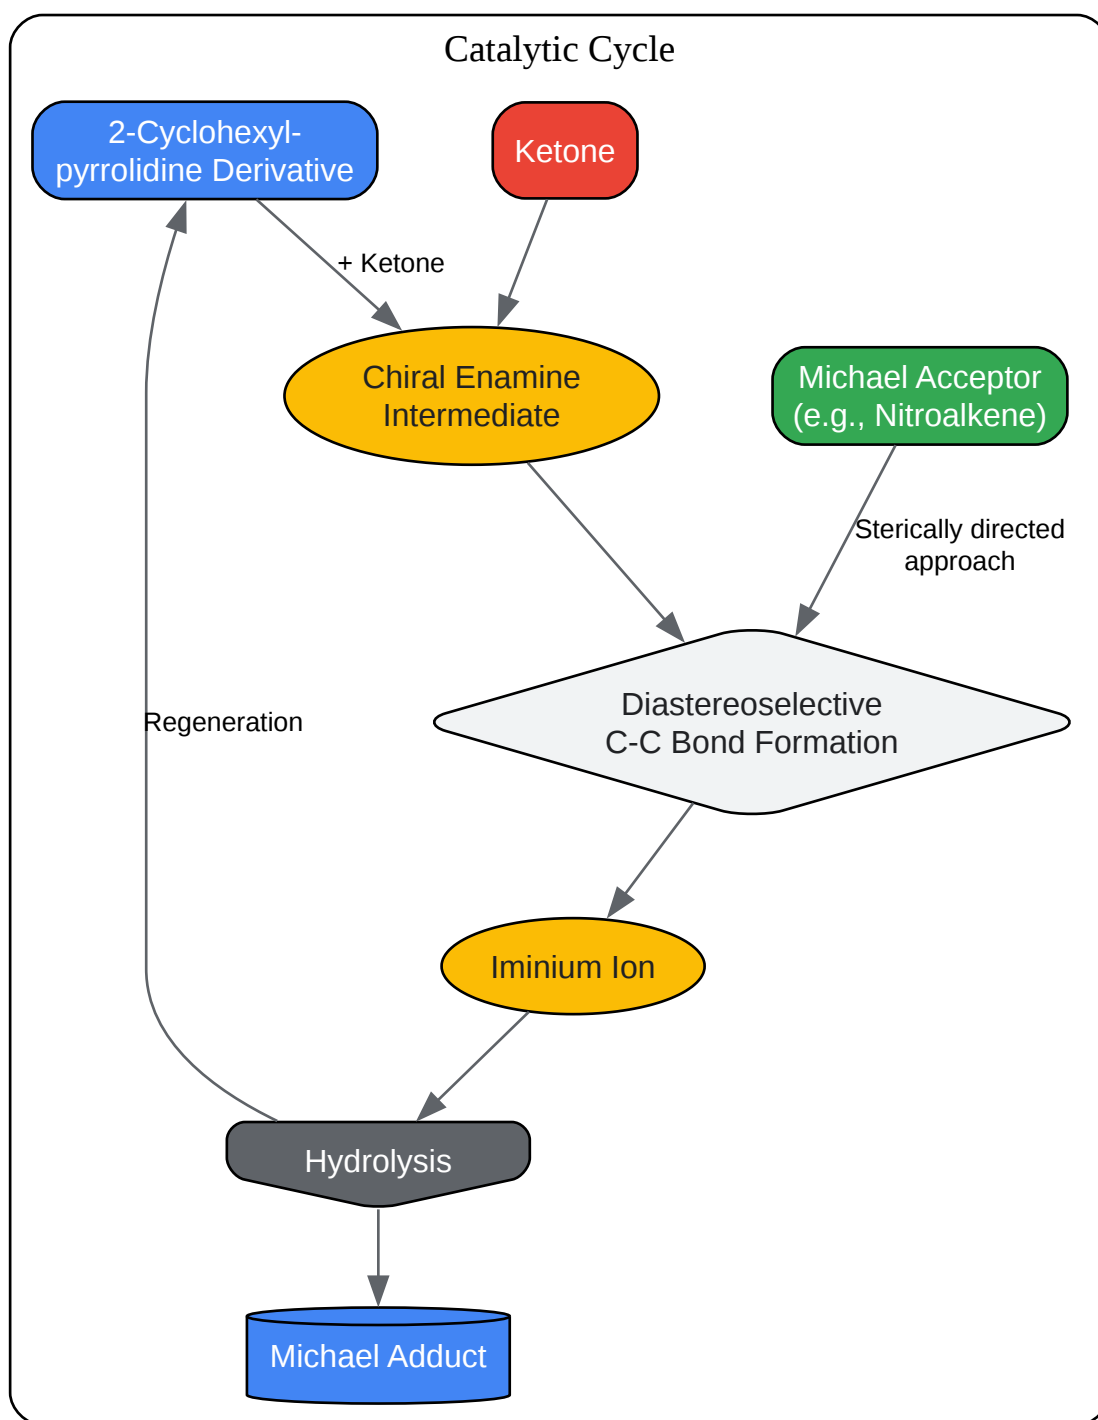 Catalytic Cycle
2-Cyclohexyl-
pyrrolidine Derivative
Ketone
+ Ketone
Chiral Enamine
Intermediate
Michael Acceptor
(e.g., Nitroalkene)
Sterically directed
approach
Diastereoselective
C-C Bond Formation
Regeneration
Iminium Ion
Hydrolysis
Michael Adduct